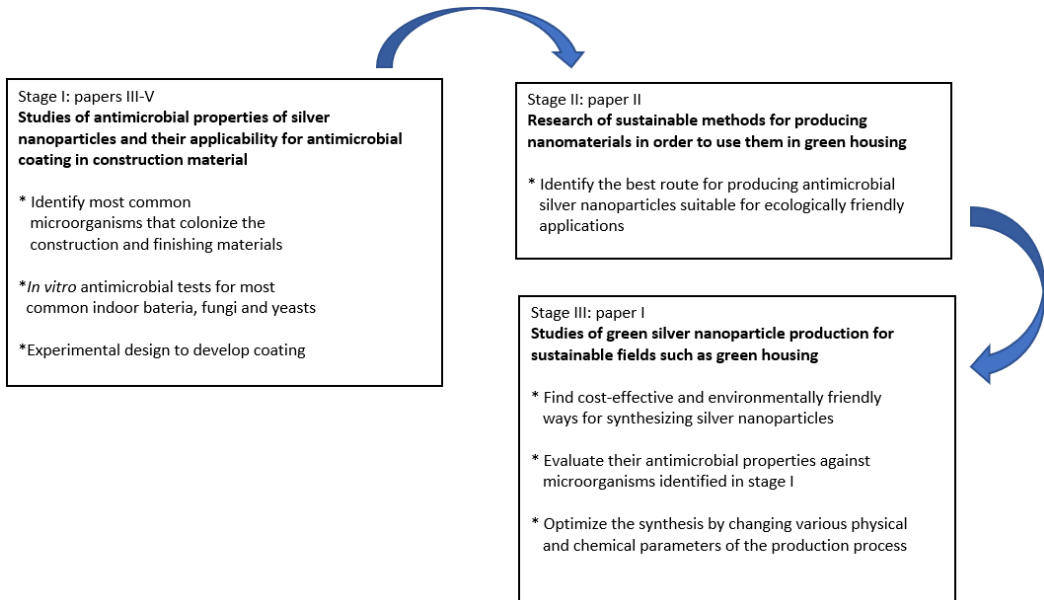 Stage I: papers III-V
Studies of antimicrobial properties of silver
nanoparticles and their applicability for antimicrobial
coating in construction material
* Identify most common
microorganisms that colonize the
construction and finishing materials
*In vitro antimicrobial tests for most
common indoor bateria, fungi and yeasts
*Experimental design to develop coating
Stage II: paper II
Research of sustainable methods for producing
nanomaterials in order to use them in green housing
* Identify the best route for producing antimicrobial
silver nanoparticles suitable for ecologically friendly
applications
Stage III: paper I
Studies of green silver nanoparticle production for
sustainable fields such as green housing
* Find cost-effective and environmentally friendly
ways for synthesizing silver nanoparticles
* Evaluate their antimicrobial properties against
microorganisms identified in stage I
* Optimize the synthesis by changing various physical
and chemical parameters of the production process